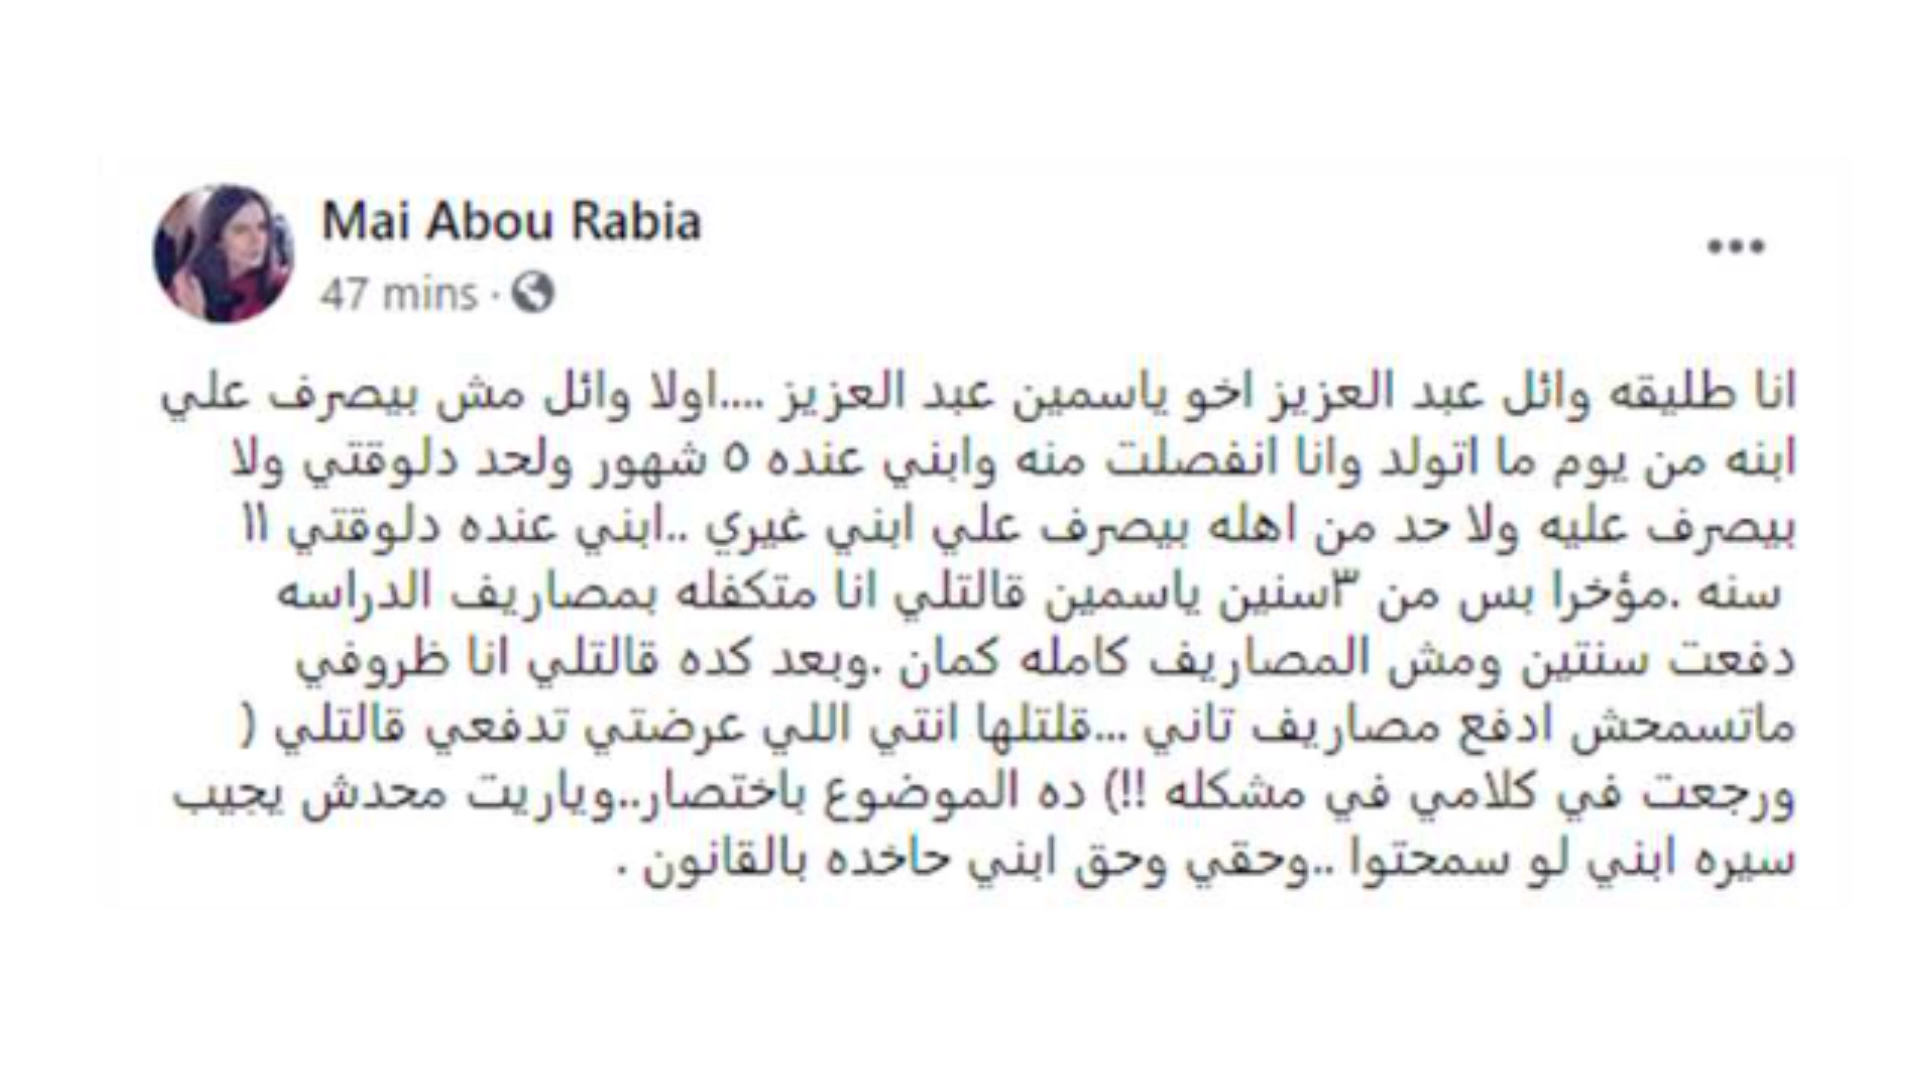 Mai Abou Rabia
47 mins ·
انا طليقه وائل عبد العزيز اخو ياسمين عبد العزيز ....اولا وائل مش بيصرف علي
ابنه من يوم ما اتولد وانا انفصلت منه وابني عنده ٥ شهور ولحد دلوقتي ولا
بيصرف عليه ولا حد من اهله بيصرف علي ابني غيري ..ابني عنده دلوقتي ١١
سنه .مؤخرا بس من ٣سنين ياسمين قالتلي انا متكفله بمصاريف الدراسه
دفعت سنتين ومش المصاريف كامله كمان .وبعد كده قالتلي انا ظروفي
ماتسمحش ادفع مصاريف تاني ...قلتلها انتي اللي عرضتي تدفعي قالتلي (
ورجعت في كلامي في مشكله !!) ده الموضوع باختصار..وياريت محدش يجيب
سيره ابني لو سمحتوا ..وحقي وحق ابني حاخده بالقانون .